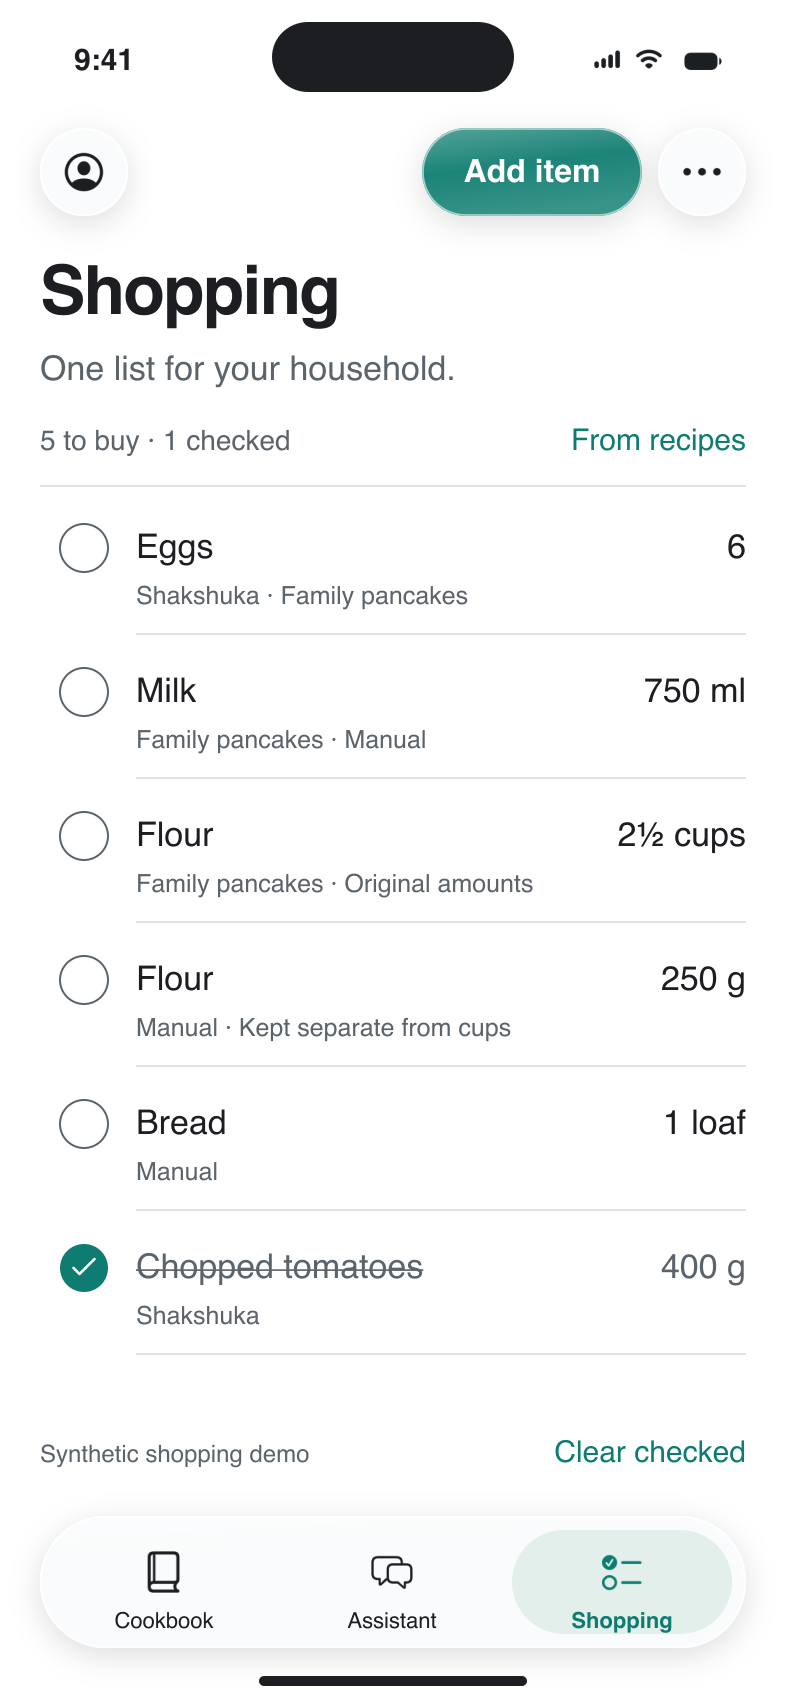 9:41
Add item
Shopping
One list for your household.
5 to buy · 1 checked From recipes
Eggs 6
Shakshuka · Family pancakes
Milk 750 ml
Family pancakes · Manual
Flour 2½ cups
Family pancakes · Original amounts
Flour 250 g
Manual · Kept separate from cups
Bread 1 loaf
Manual
Chopped tomatoes 400 g
Shakshuka
Synthetic shopping demo Clear checked
Cookbook Assistant Shopping